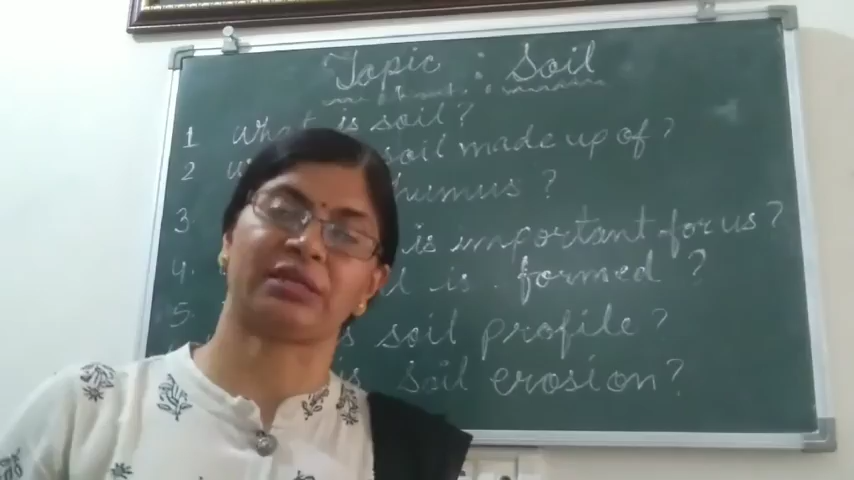 Topic : Soil
1 What is soil?
2 soil made up of?
humus ?
3. is important for us?
4. is . formed ?
5. soil profile ?
is soil erosion?